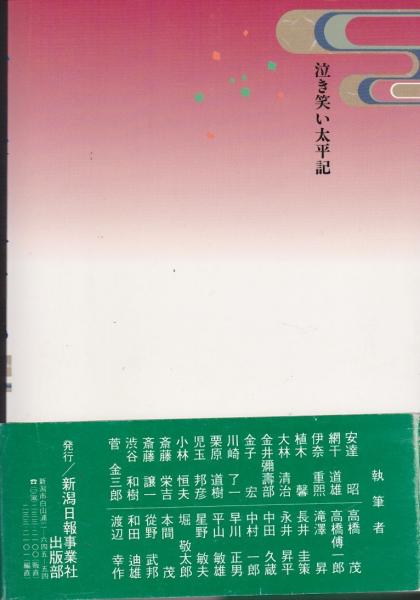 泣き笑い太平記
執筆者
安達 昭一 高橋 茂
網干 道雄 高橋傅一郎
伊奈 重熈 滝澤 昇
植木 馨 長井 圭策
大林 清治 永井 昇平
金井彌壽部 中田 久蔵
金子 宏 中村 一郎
川崎 了一 早川 正男
栗原 道樹 平山 敏雄
児玉 邦彦 星野 敏夫
小林 恒夫 堀 敬太郎
斎藤 栄吉 本間 茂
斎藤 譲一 從野 武邦
渋谷 和樹 和田 迪雄
菅 金三郎 渡辺 幸作
発行/新潟日報事業社
出版部